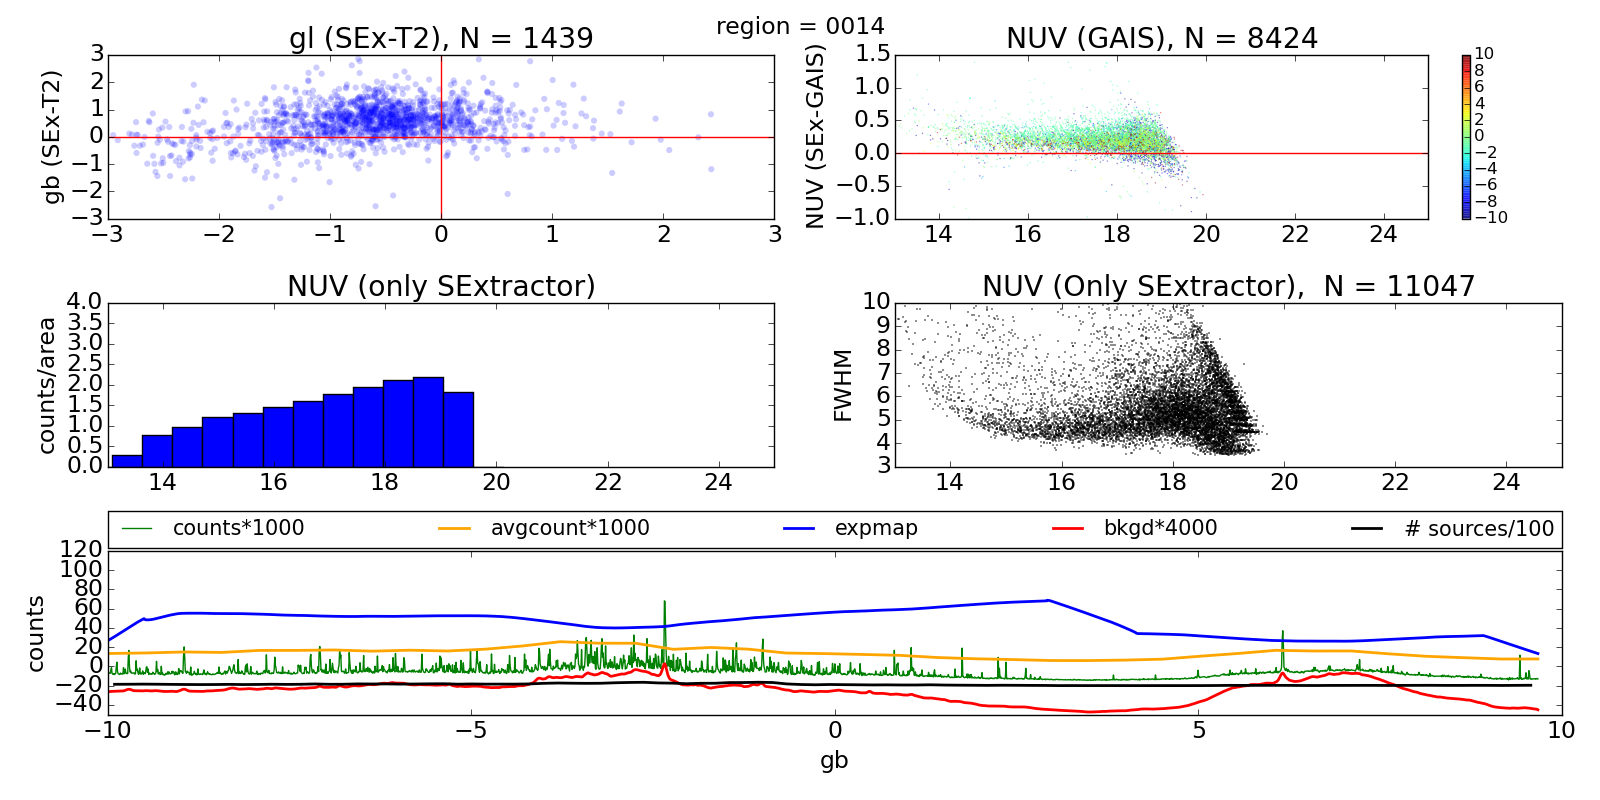 region = 0014
gl (SEx-T2), N = 1439
gb (SEx-T2)
3
2
1
0
−1
−2
−3
−3 −2 −1 0 1 2 3
NUV (GAIS), N = 8424
NUV (SEx-GAIS)
1.5
1.0
0.5
0.0
−0.5
−1.0
14 16 18 20 22 24
10
8
6
4
2
0
−2
−4
−6
−8
−10
NUV (only SExtractor)
counts/area
4.0
3.5
3.0
2.5
2.0
1.5
1.0
0.5
0.0
14 16 18 20 22 24
NUV (Only SExtractor),  N = 11047
FWHM
10
9
8
7
6
5
4
3
14 16 18 20 22 24
counts*1000 avgcount*1000 expmap bkgd*4000 # sources/100
counts
120
100
80
60
40
20
0
−20
−40
−10 −5 0 5 10
gb